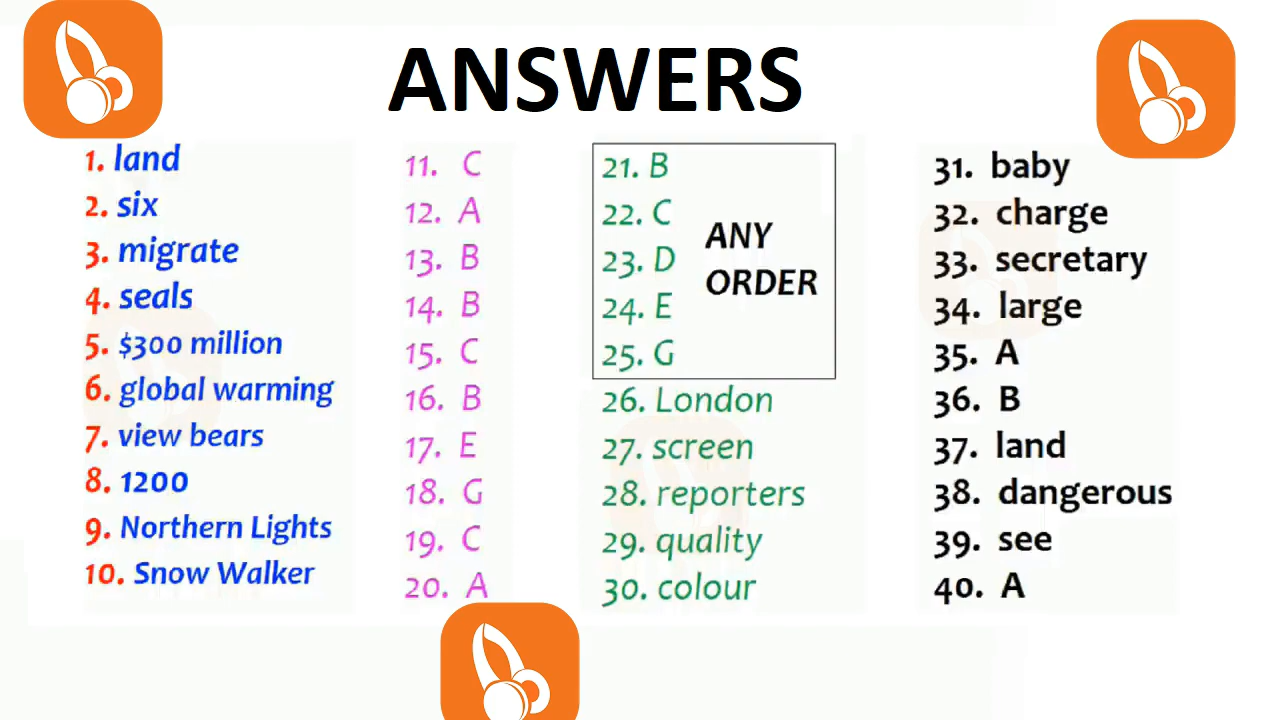 ANSWERS
1. land
2. six
3. migrate
4. seals
5. $300 million
6. global warming
7. view bears
8. 1200
9. Northern Lights
10. Snow Walker
11. C
12. A
13. B
14. B
15. C
16. B
17. E
18. G
19. C
20. A
21. B
22. C
23. D
24. E
25. G
ANY
ORDER
26. London
27. screen
28. reporters
29. quality
30. colour
31. baby
32. charge
33. secretary
34. large
35. A
36. B
37. land
38. dangerous
39. see
40. A